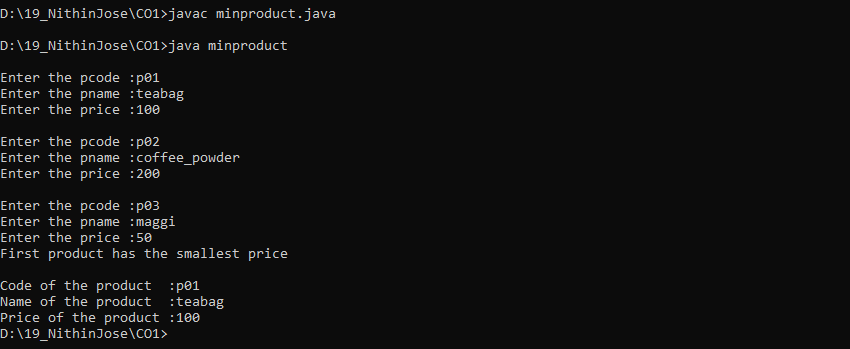 D:\19_NithinJose\CO1>javac minproduct.java
D:\19_NithinJose\CO1>java minproduct
Enter the pcode :p01
Enter the pname :teabag
Enter the price :100
Enter the pcode :p02
Enter the pname :coffee_powder
Enter the price :200
Enter the pcode :p03
Enter the pname :maggi
Enter the price :50
First product has the smallest price
Code of the product  :p01
Name of the product  :teabag
Price of the product :100
D:\19_NithinJose\CO1>